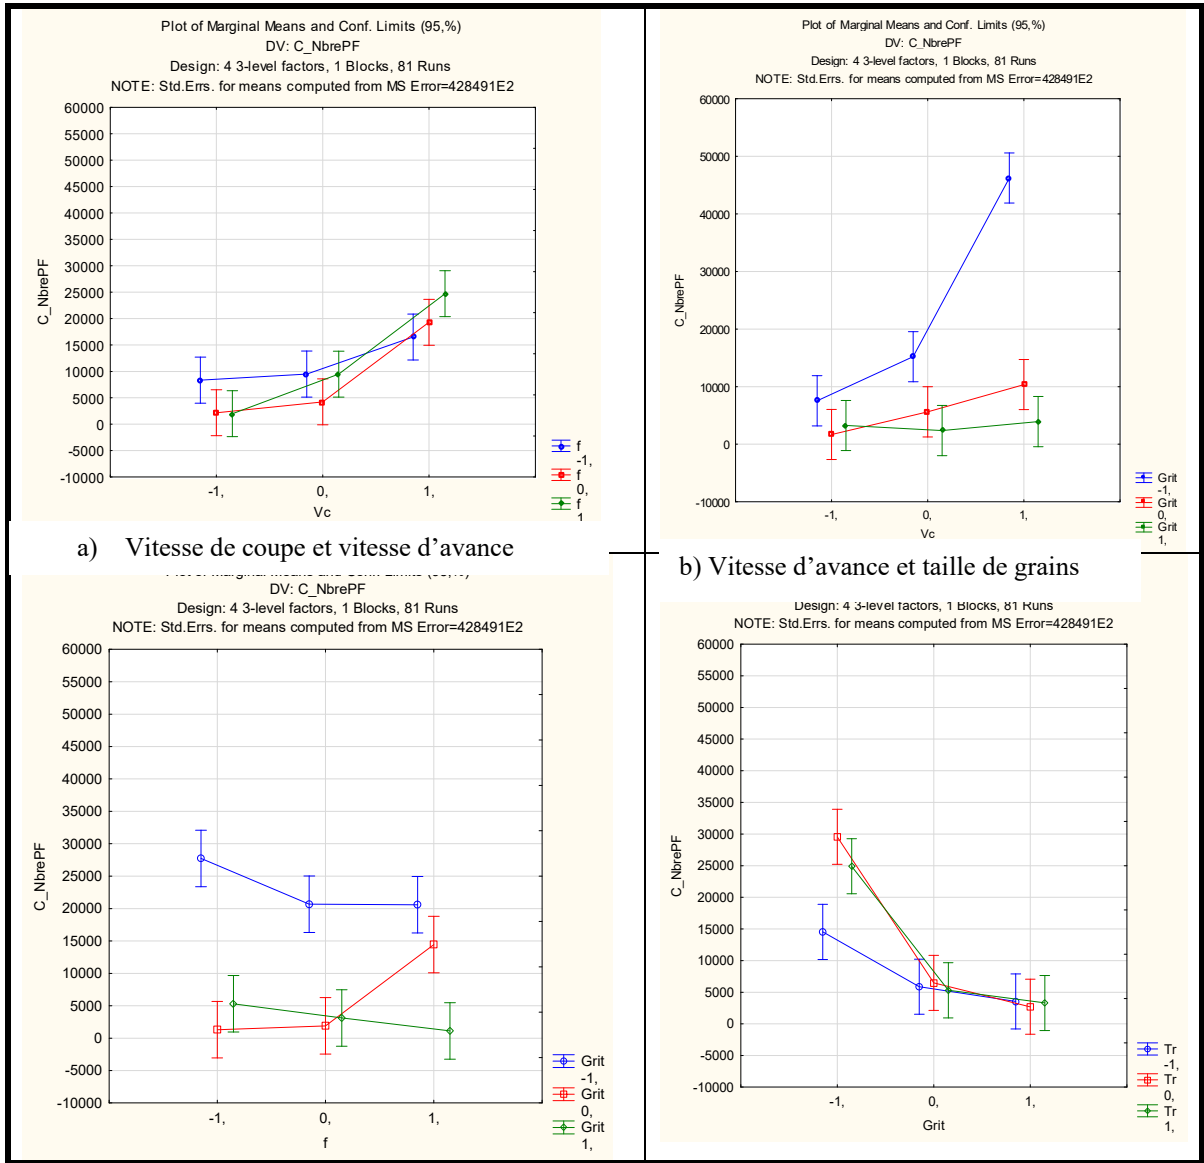 Plot of Marginal Means and Conf. Limits (95,%)
DV: C_NbrePF
Design: 4 3-level factors, 1 Blocks, 81 Runs
NOTE: Std.Errs. for means computed from MS Error=428491E2
60000
55000
50000
45000
40000
35000
30000
25000
20000
15000
10000
5000
0
-5000
-10000
C_NbrePF
-1,
0,
1,
Vc
f
-1,
f
0,
f
1
a) Vitesse de coupe et vitesse d'avance
Plot of Marginal Means and Conf. Limits (95,%)
DV: C_NbrePF
Design: 4 3-level factors, 1 Blocks, 81 Runs
NOTE: Std.Errs. for means computed from MS Error=428491E2
60000
50000
40000
30000
20000
10000
0
-10000
C_NbrePF
-1,
0,
1,
Vc
Grit
-1,
Grit
0,
Grit
1,
b) Vitesse d'avance et taille de grains
Plot of Marginal Means and Conf. Limits (95,%)
DV: C_NbrePF
Design: 4 3-level factors, 1 Blocks, 81 Runs
NOTE: Std.Errs. for means computed from MS Error=428491E2
60000
55000
50000
45000
40000
35000
30000
25000
20000
15000
10000
5000
0
-5000
-10000
C_NbrePF
-1,
0,
1,
f
Grit
-1,
Grit
0,
Grit
1,
Design: 4 3-level factors, 1 Blocks, 81 Runs
NOTE: Std.Errs. for means computed from MS Error=428491E2
60000
55000
50000
45000
40000
35000
30000
25000
20000
15000
10000
5000
0
-5000
-10000
C_NbrePF
-1,
0,
1,
Grit
Tr
-1,
Tr
0,
Tr
1,